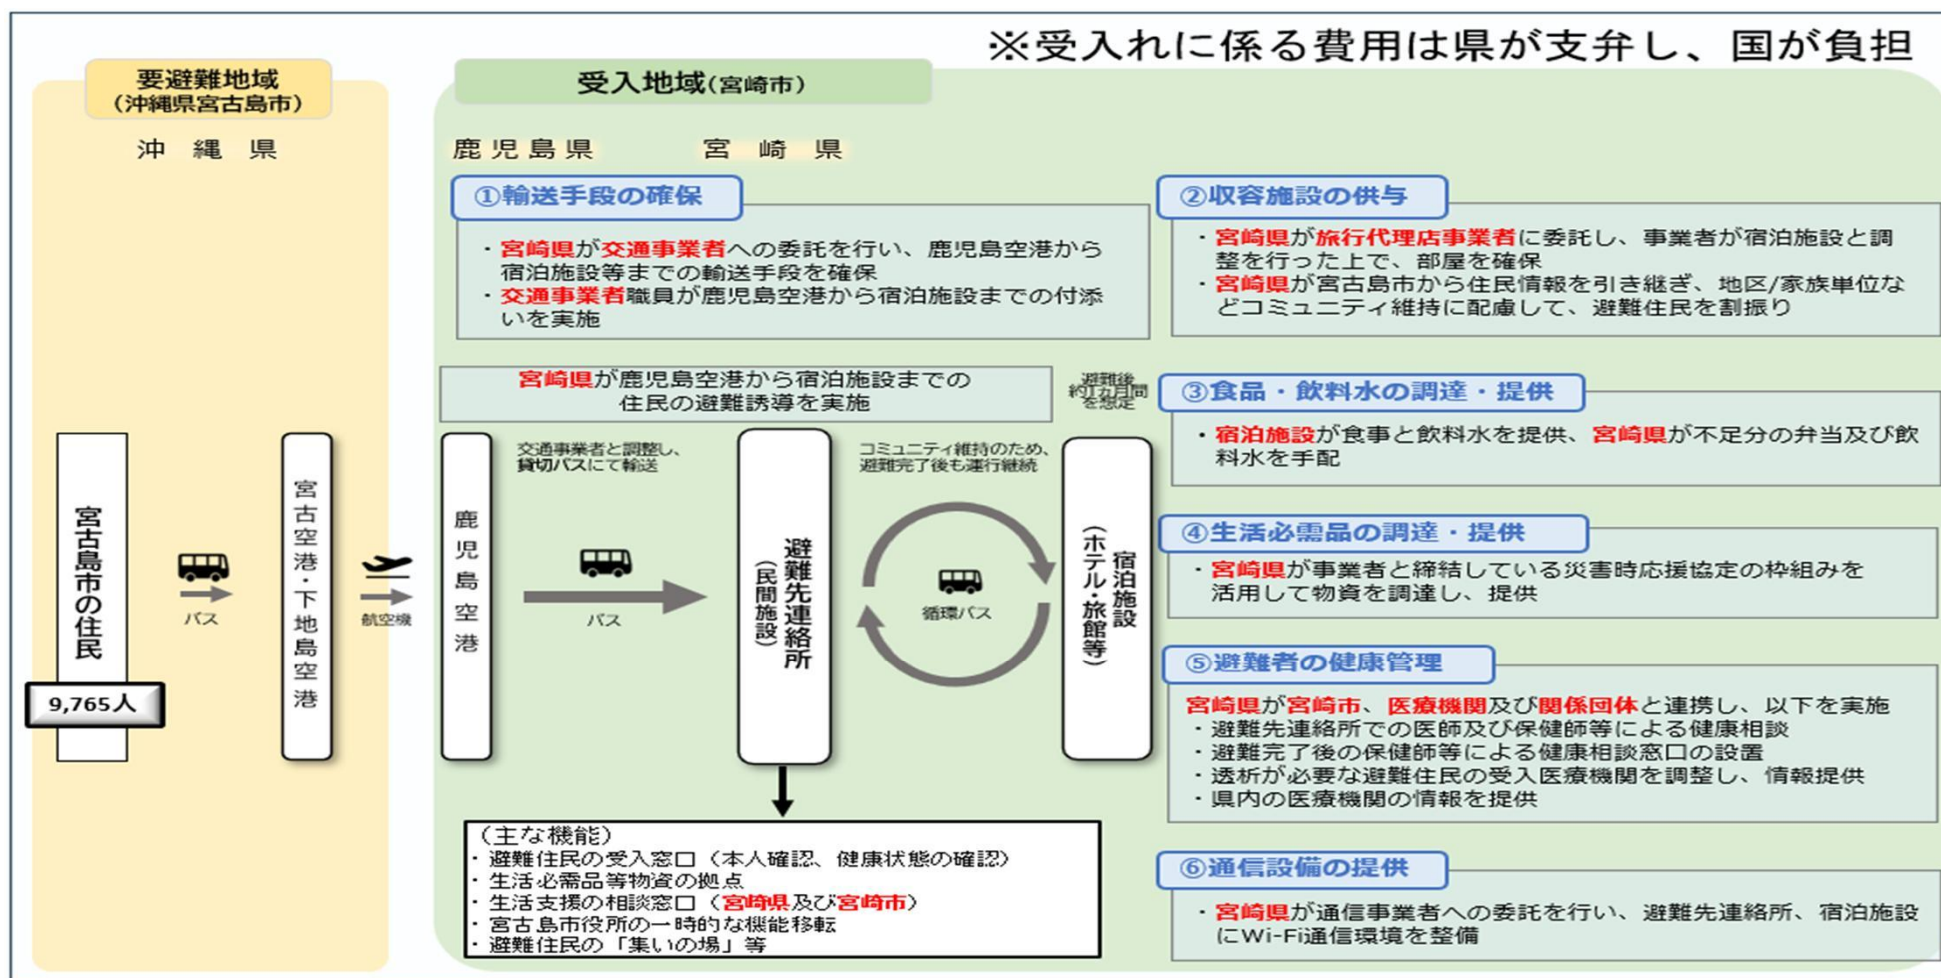 ※受入れに係る費用は県が支弁し、国が負担
要避難地域
（沖縄県宮古島市）
沖縄県
受入地域（宮崎市）
鹿児島県
宮崎県
①輸送手段の確保
・宮崎県が交通事業者への委託を行い、鹿児島空港から
宿泊施設等までの輸送手段を確保
・交通事業者職員が鹿児島空港から宿泊施設までの付添
いを実施
宮崎県が鹿児島空港から宿泊施設までの
住民の避難誘導を実施
避難後
約1カ月間
を想定
宮古島市の住民
9,765人
バス
宮古空港・下地島空港
航空機
鹿児島空港
交通事業者と調整し、
貸切バスにて輸送
バス
避難先連絡所
（民間施設）
コミュニティ維持のため、
避難完了後も運行継続
循環バス
宿泊施設
（ホテル・旅館等）
（主な機能）
・避難住民の受入窓口（本人確認、健康状態の確認）
・生活必需品等物資の拠点
・生活支援の相談窓口（宮崎県及び宮崎市）
・宮古島市役所の一時的な機能移転
・避難住民の「集いの場」等
②収容施設の供与
・宮崎県が旅行代理店事業者に委託し、事業者が宿泊施設と調
整を行った上で、部屋を確保
・宮崎県が宮古島市から住民情報を引き継ぎ、地区/家族単位な
どコミュニティ維持に配慮して、避難住民を割振り
③食品・飲料水の調達・提供
・宿泊施設が食事と飲料水を提供、宮崎県が不足分の弁当及び飲
料水を手配
④生活必需品の調達・提供
・宮崎県が事業者と締結している災害時応援協定の枠組みを
活用して物資を調達し、提供
⑤避難者の健康管理
宮崎県が宮崎市、医療機関及び関係団体と連携し、以下を実施
・避難先連絡所での医師及び保健師等による健康相談
・避難完了後の保健師等による健康相談窓口の設置
・透析が必要な避難住民の受入医療機関を調整し、情報提供
・県内の医療機関の情報を提供
⑥通信設備の提供
・宮崎県が通信事業者への委託を行い、避難先連絡所、宿泊施設
にWi-Fi通信環境を整備